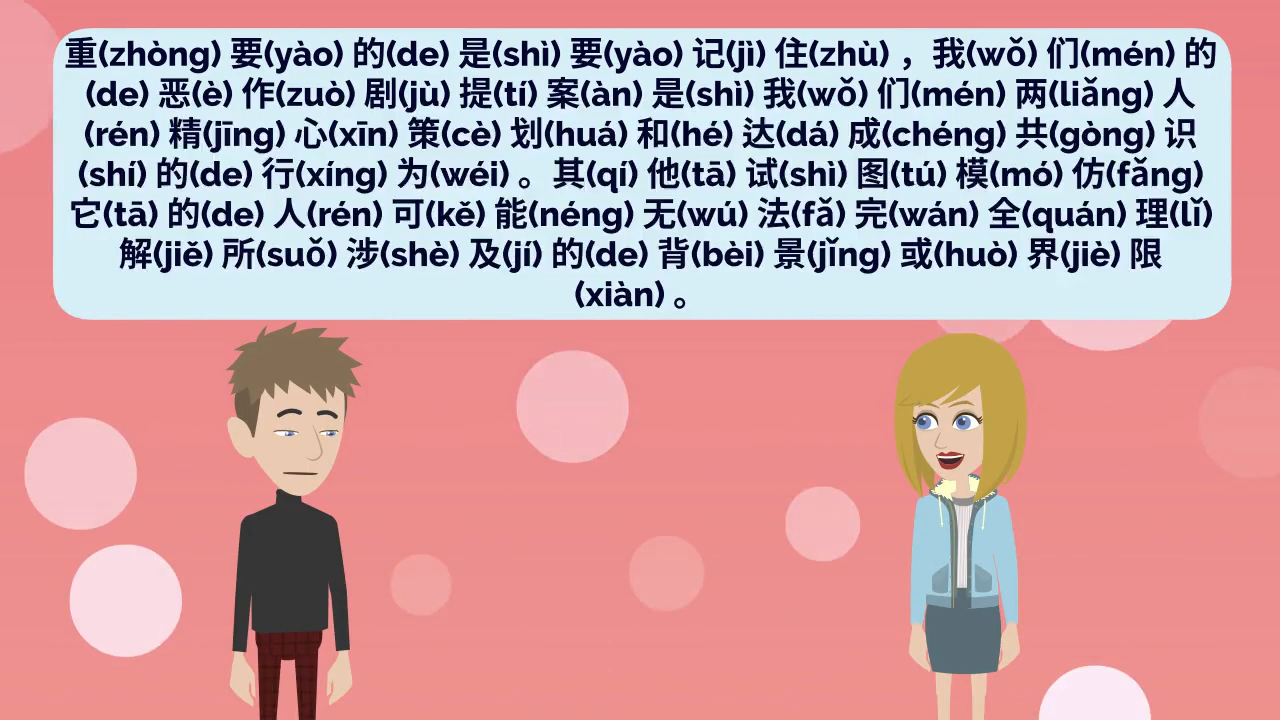 重(zhòng) 要(yào) 的(de) 是(shì) 要(yào) 记(jì) 住(zhù) ，我(wǒ) 们(mén) 的
(de) 恶(è) 作(zuò) 剧(jù) 提(tí) 案(àn) 是(shì) 我(wǒ) 们(mén) 两(liǎng) 人
(rén) 精(jīng) 心(xīn) 策(cè) 划(huá) 和(hé) 达(dá) 成(chéng) 共(gòng) 识
(shí) 的(de) 行(xíng) 为(wéi) 。其(qí) 他(tā) 试(shì) 图(tú) 模(mó) 仿(fǎng)
它(tā) 的(de) 人(rén) 可(kě) 能(néng) 无(wú) 法(fǎ) 完(wán) 全(quán) 理(lǐ)
解(jiě) 所(suǒ) 涉(shè) 及(jí) 的(de) 背(bèi) 景(jǐng) 或(huò) 界(jiè) 限
(xiàn) 。